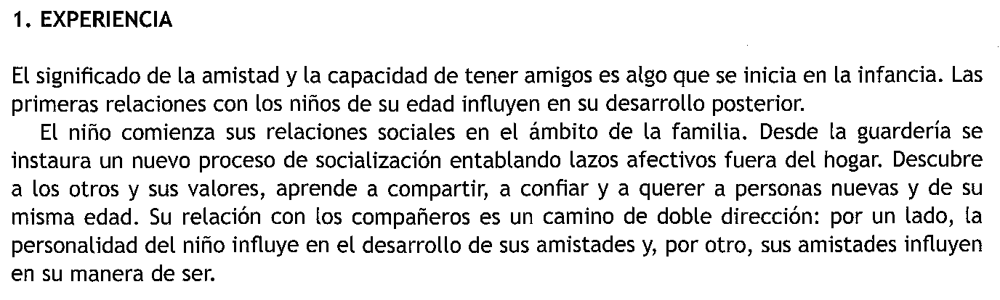 1. EXPERIENCIA
El significado de la amistad y la capacidad de tener amigos es algo que se inicia en la infancia. Las
primeras relaciones con los niños de su edad influyen en su desarrollo posterior.
El niño comienza sus relaciones sociales en el ámbito de la familia. Desde la guardería se
instaura un nuevo proceso de socialización entablando lazos afectivos fuera del hogar. Descubre
a los otros y sus valores, aprende a compartir, a confiar y a querer a personas nuevas y de su
misma edad. Su relación con los compañeros es un camino de doble dirección: por un lado, la
personalidad del niño influye en el desarrollo de sus amistades y, por otro, sus amistades influyen
en su manera de ser.